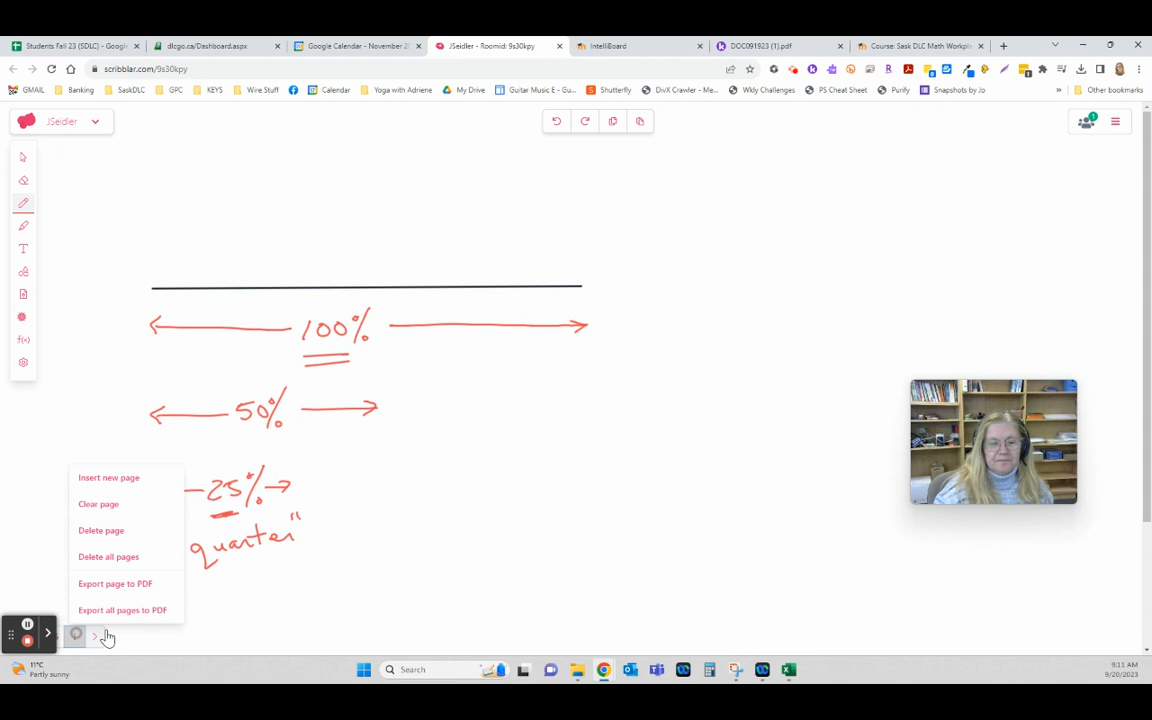 Students Fall 23 (SDLC) - Googl
dlcgo.ca/Dashboard.aspx
Google Calendar - November 2
JSeidler - Roomid: 9s30kpy
IntelliBoard
DOC091923 (1).pdf
Course: Sask DLC Math Workpl
scribblar.com/9s30kpy
GMAIL
Banking
SaskDLC
GPC
KEYS
Wire Stuff
Calendar
Yoga with Adriene
My Drive
Guitar Music E - Gu...
Shutterfly
DivX Crawler - Me...
Wkly Challenges
PS Cheat Sheet
Purify
Snapshots by Jo
»
Other bookmarks
JSeidler
1
T
f(x)
100%
50%
25%
quarter"
Insert new page
Clear page
Delete page
Delete all pages
Export page to PDF
Export all pages to PDF
11°C
Partly sunny
Search
9:11 AM
9/20/2023